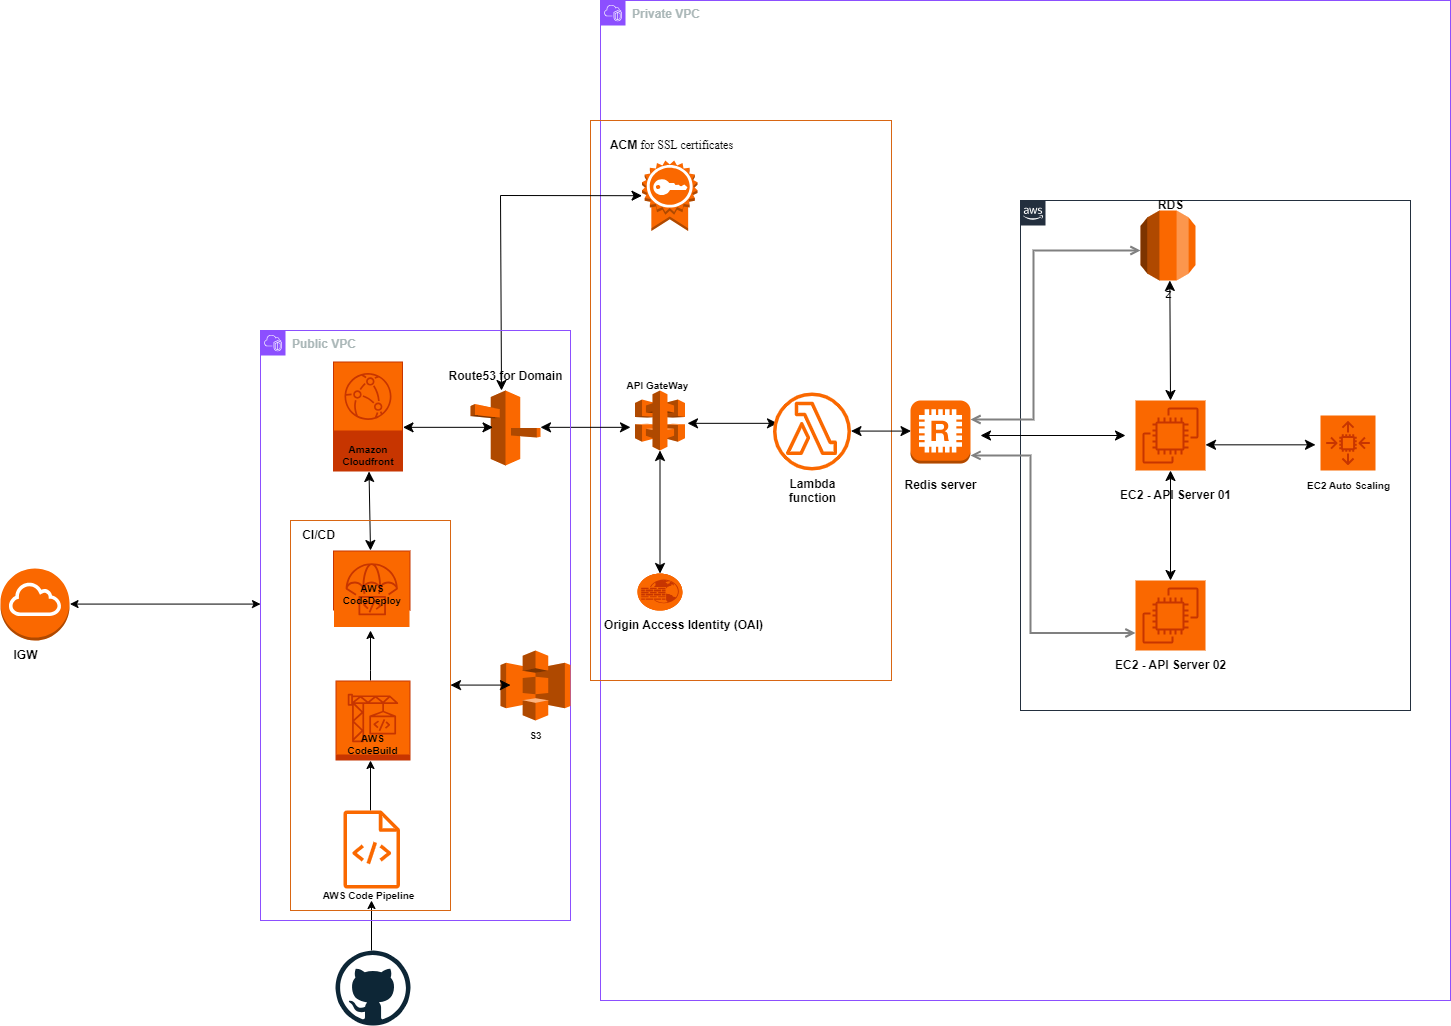 Private VPC
ACM for SSL certificates
aws
RDS
2
Public VPC
Route53 for Domain
API GateWay
Amazon
Cloudfront
R
Lambda
function
Redis server
EC2 - API Server 01
EC2 Auto Scaling
CI/CD
AWS
CodeDeploy
Origin Access Identity (OAI)
IGW
EC2 - API Server 02
AWS
CodeBuild
S3
AWS Code Pipeline